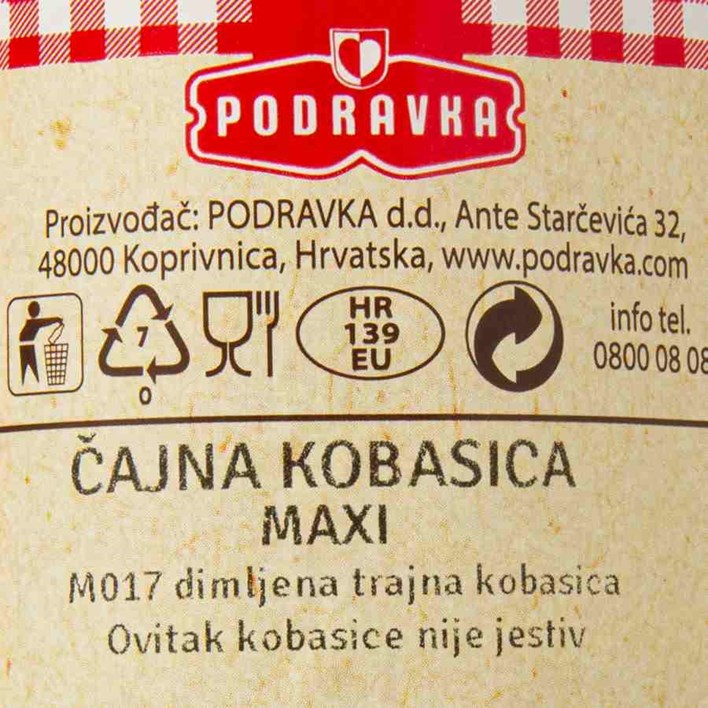 PODRAVKA
Proizvođač: PODRAVKA d.d., Ante Starčevića 32,
48000 Koprivnica, Hrvatska, www.podravka.com
7
O
HR
139
EU
info tel.
0800 08 08
ČAJNA KOBASICA
MAXI
M017 dimljena trajna kobasica
Ovitak kobasice nije jestiv